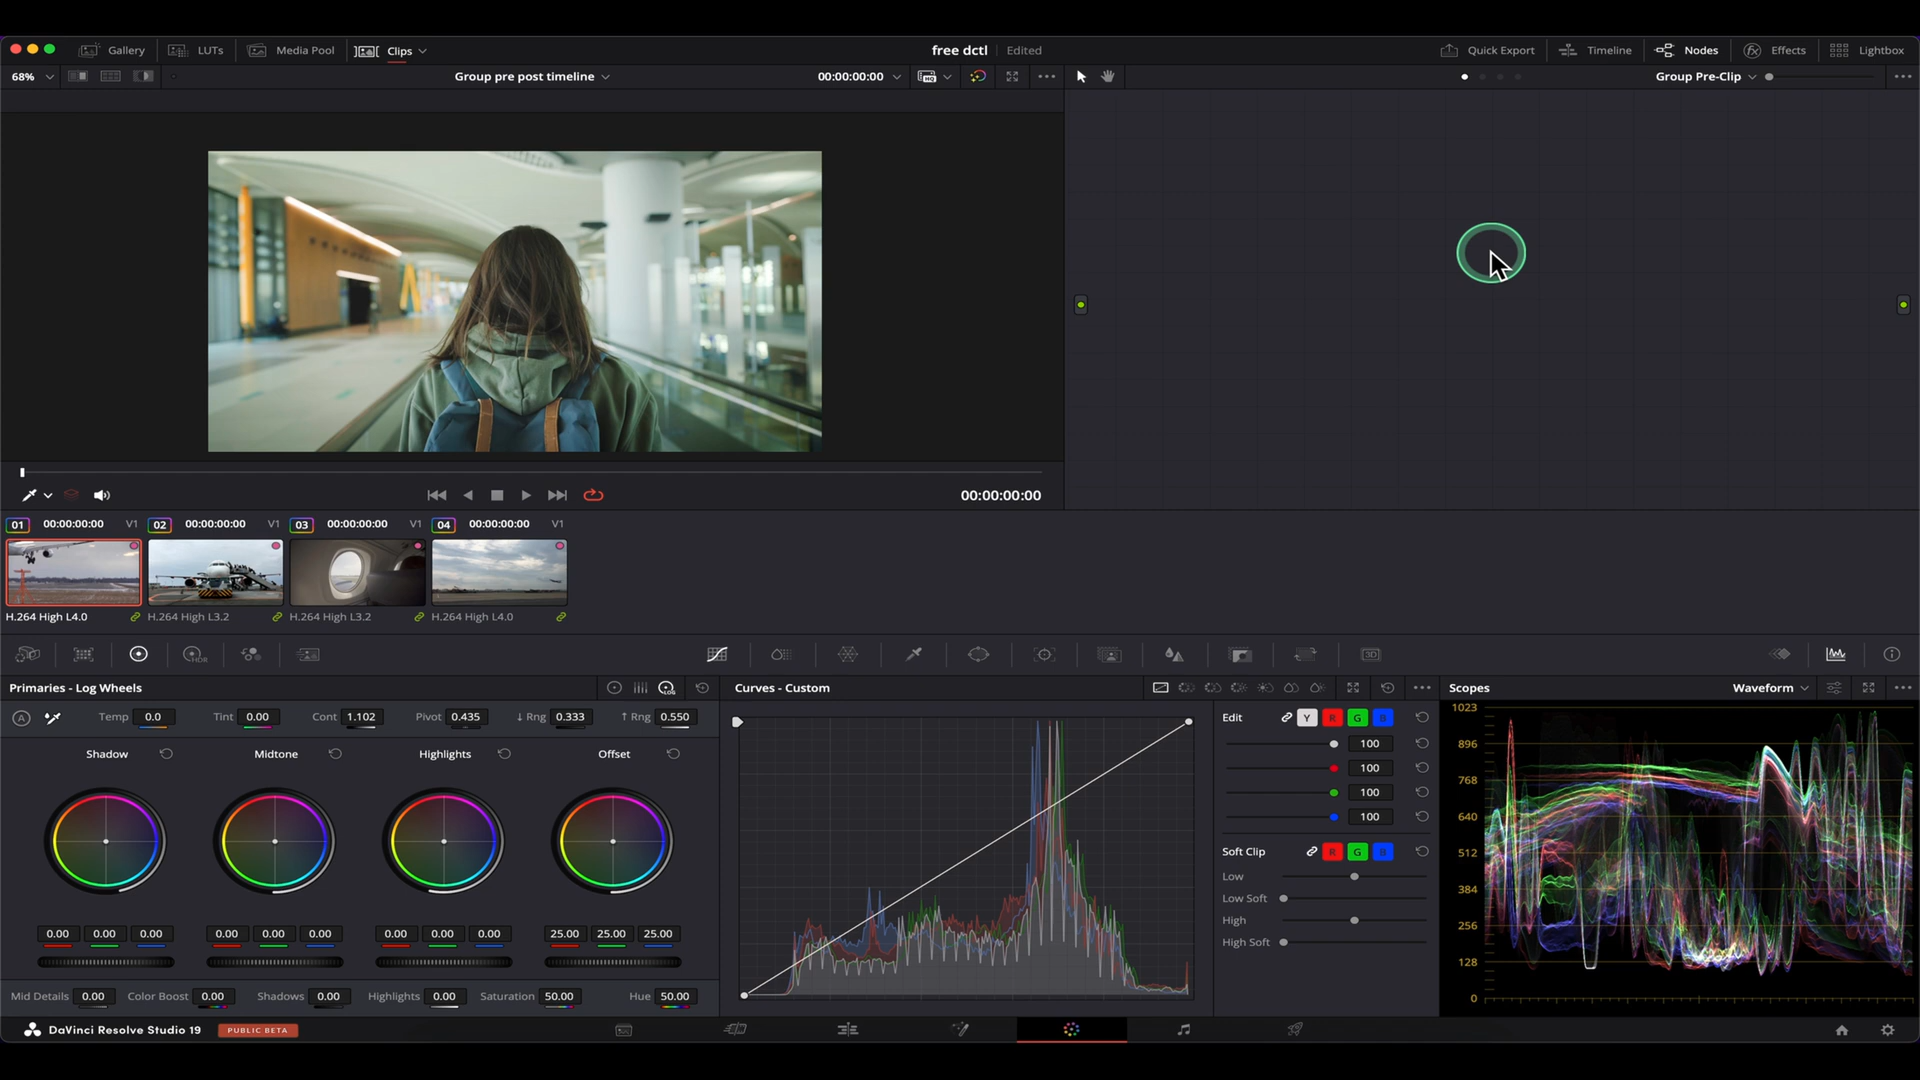 Gallery LUTs Media Pool Clips free dctl Edited Quick Export Timeline Nodes Effects Lightbox
68% Group pre post timeline 00:00:00:00 HQ Group Pre-Clip
00:00:00:00
01 00:00:00:00 V1 02 00:00:00:00 V1 03 00:00:00:00 V1 04 00:00:00:00 V1
H.264 High L4.0 H.264 High L3.2 H.264 High L3.2 H.264 High L4.0
HDR 3D
Primaries - Log Wheels LOG Curves - Custom Scopes Waveform
A Temp 0.0 Tint 0.00 Cont 1.102 Pivot 0.435 ↓ Rng 0.333 ↑ Rng 0.550
Shadow Midtone Highlights Offset
0.00 0.00 0.00 0.00 0.00 0.00 0.00 0.00 0.00 25.00 25.00 25.00
Mid Details 0.00 Color Boost 0.00 Shadows 0.00 Highlights 0.00 Saturation 50.00 Hue 50.00
Edit Y R G B
100
100
100
100
Soft Clip R G B
Low
Low Soft
High
High Soft
1023
896
768
640
512
384
256
128
0
DaVinci Resolve Studio 19 PUBLIC BETA